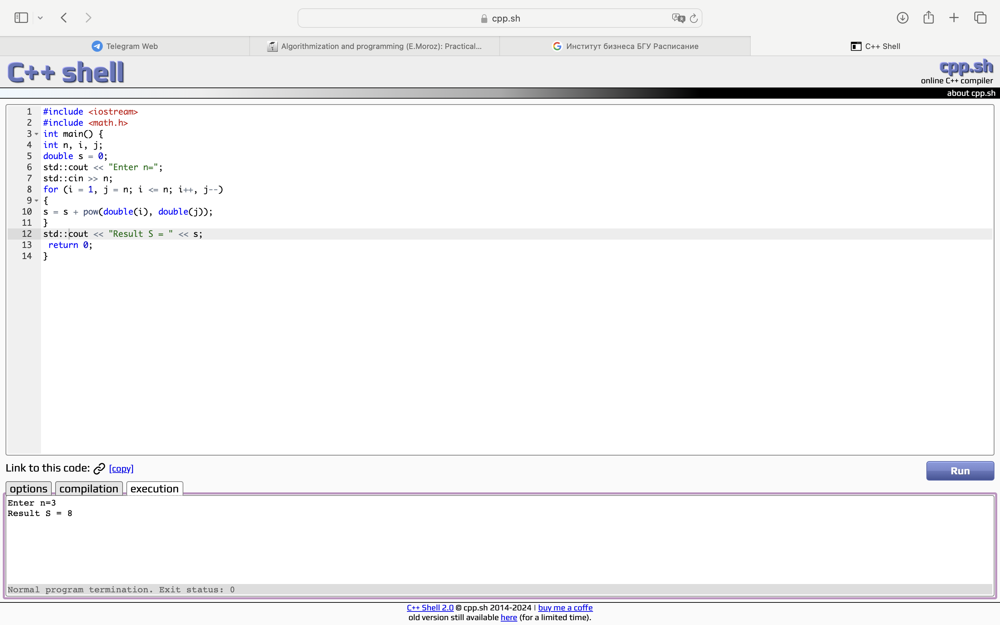 cpp.sh
Telegram Web
Algorithmization and programming (E.Moroz): Practical...
Институт бизнеса БГУ Расписание
C++ Shell
C++ shell
cpp.sh
online C++ compiler
about cpp.sh
1 #include <iostream>
2 #include <math.h>
3 int main() {
4 int n, i, j;
5 double s = 0;
6 std::cout << "Enter n=";
7 std::cin >> n;
8 for (i = 1, j = n; i <= n; i++, j--)
9 {
10 s = s + pow(double(i), double(j));
11 }
12 std::cout << "Result S = " << s;
13 return 0;
14 }
Link to this code: [copy]
Run
options compilation execution
Enter n=3
Result S = 8
Normal program termination. Exit status: 0
C++ Shell 2.0 © cpp.sh 2014-2024 | buy me a coffe
old version still available here (for a limited time).